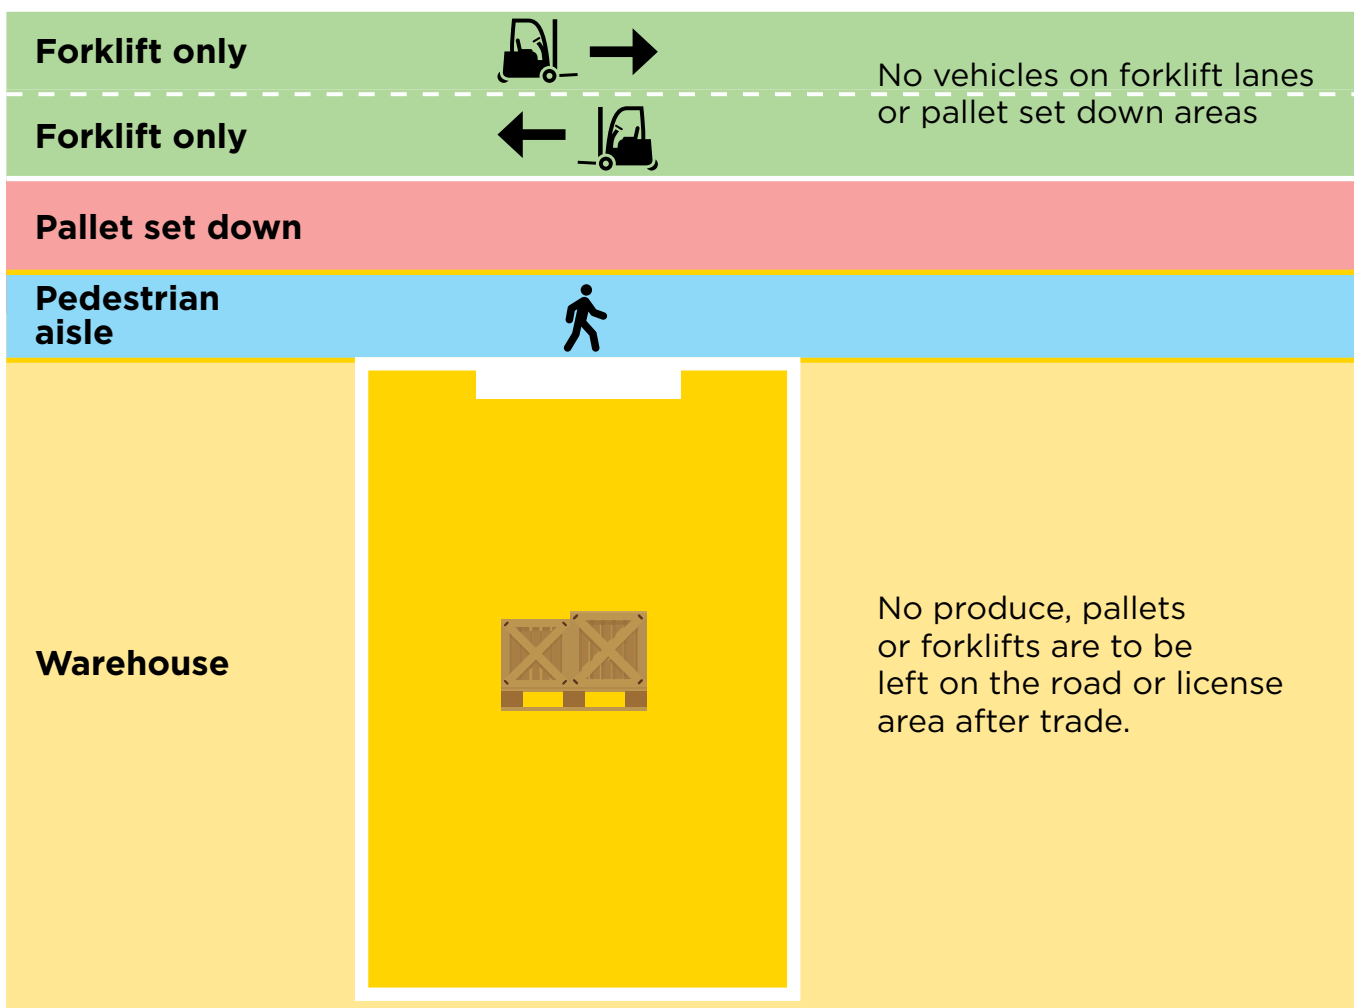 Forklift only
No vehicles on forklift lanes
or pallet set down areas
Forklift only
Pallet set down
Pedestrian
aisle
Warehouse
No produce, pallets
or forklifts are to be
left on the road or license
area after trade.